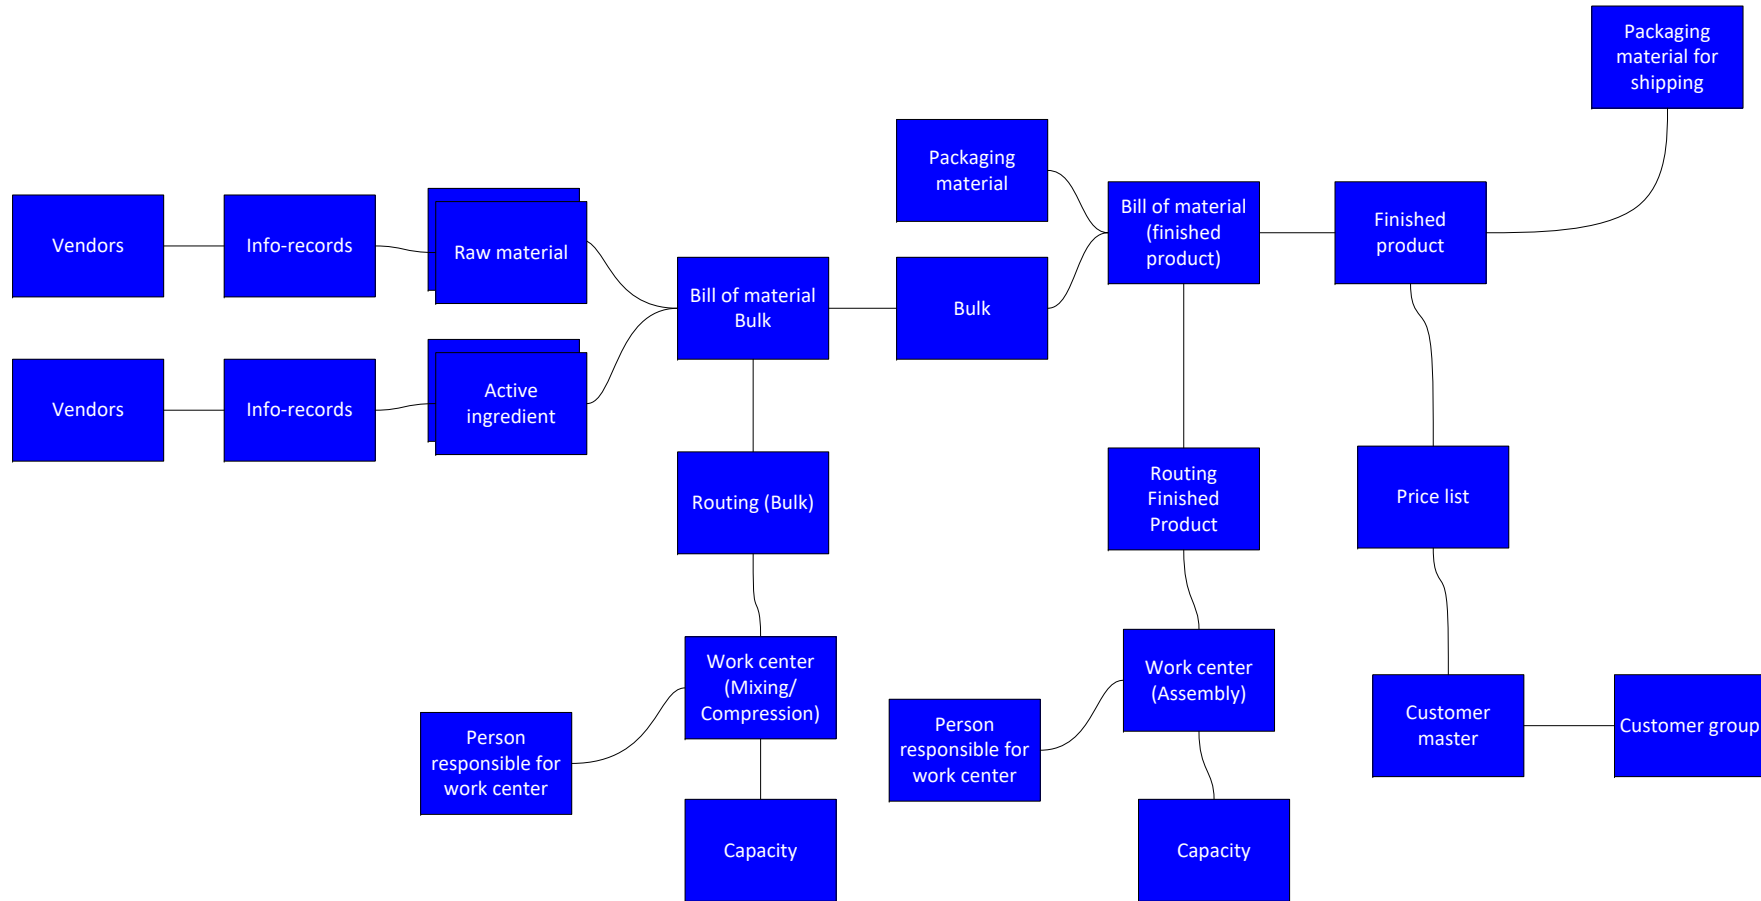 Packaging
material for
shipping
Packaging
material
Vendors
Info-records
Raw material
Bill of material
(finished
product)
Finished
product
Bill of material
Bulk
Bulk
Vendors
Info-records
Active
ingredient
Routing (Bulk)
Routing
Finished
Product
Price list
Work center
(Mixing/
Compression)
Work center
(Assembly)
Person
responsible for
work center
Person
responsible for
work center
Customer
master
Customer group
Capacity
Capacity